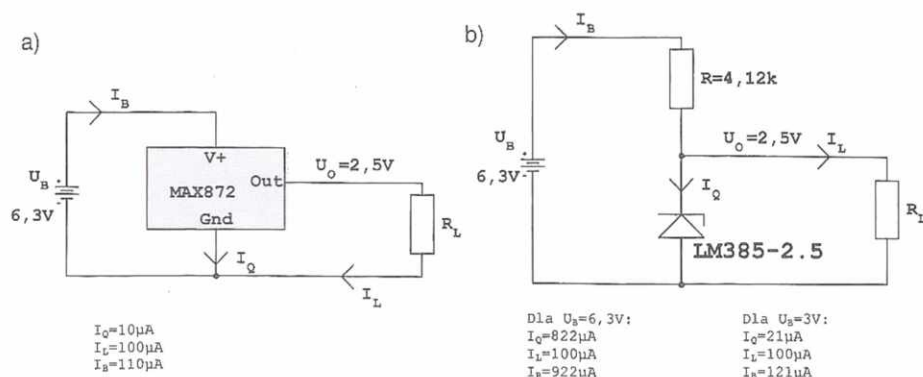 a)
I_B
U_B
6,3V
V+
MAX872
Out
Gnd
U_O=2,5V
R_L
I_Q
I_L
I_Q=10µA
I_L=100µA
I_B=110µA
b)
I_B
R=4,12k
U_B
6,3V
U_O=2,5V
I_L
I_Q
R_L
LM385-2.5
Dla U_B=6,3V:
I_Q=822µA
I_L=100µA
I_B=922µA
Dla U_B=3V:
I_Q=21µA
I_L=100µA
I_B=121µA